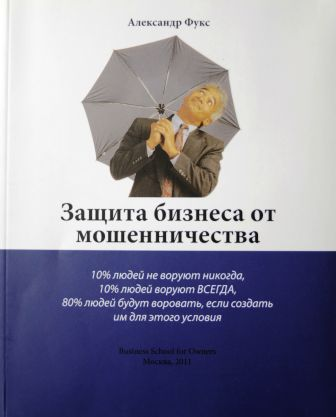 Александр Фукс
Защита бизнеса от
мошенничества
10% людей не воруют никогда,
10% людей воруют ВСЕГДА,
80% людей будут воровать, если создать
им для этого условия
Business School for Owners
Москва, 2011